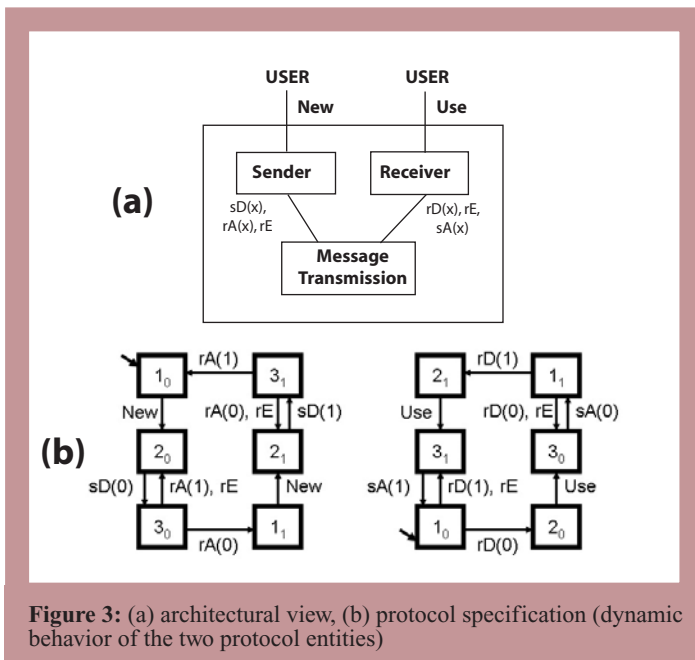 USER USER
New Use
Sender Receiver
(a)
sD(x),
rA(x), rE
rD(x), rE,
sA(x)
Message
Transmission
(b)
1₀ rA(1) 3₁
New rA(0), rE sD(1)
2₀ 2₁
sD(0) rA(1), rE New
3₀ rA(0) 1₁
2₁ rD(1) 1₁
Use rD(0), rE sA(0)
3₁ 3₀
sA(1) rD(1), rE Use
1₀ rD(0) 2₀
Figure 3: (a) architectural view, (b) protocol specification (dynamic
behavior of the two protocol entities)